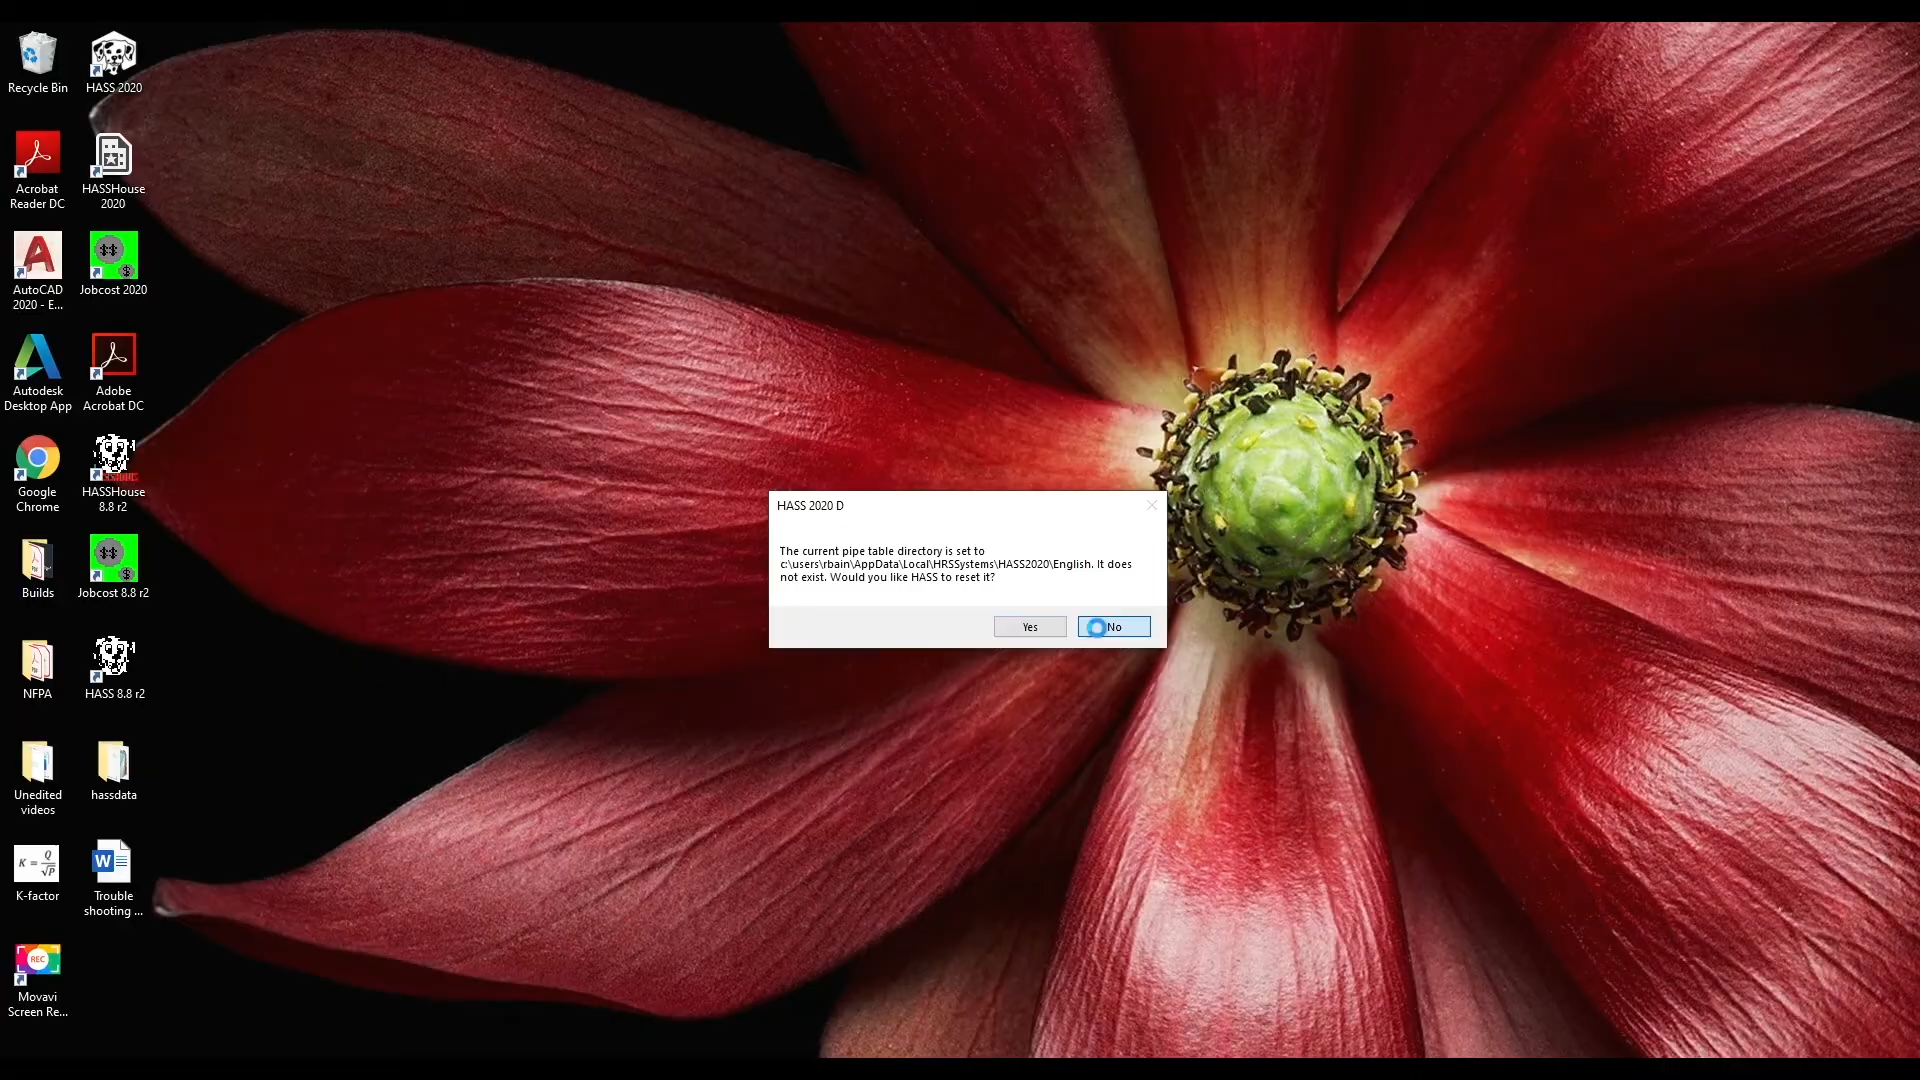 Recycle Bin
HASS 2020
Acrobat
Reader DC
HASSHouse
2020
AutoCAD
2020 - E...
Jobcost 2020
Autodesk
Desktop App
Adobe
Acrobat DC
Google
Chrome
HASSHouse
8.8 r2
Builds
Jobcost 8.8 r2
NFPA
HASS 8.8 r2
Unedited
videos
hassdata
K = Q/√P
K-factor
Trouble
shooting ...
REC
Movavi
Screen Re...
HASS 2020 D
The current pipe table directory is set to
c:\users\rbain\AppData\Local\HRSSystems\HASS2020\English. It does
not exist. Would you like HASS to reset it?
Yes
No